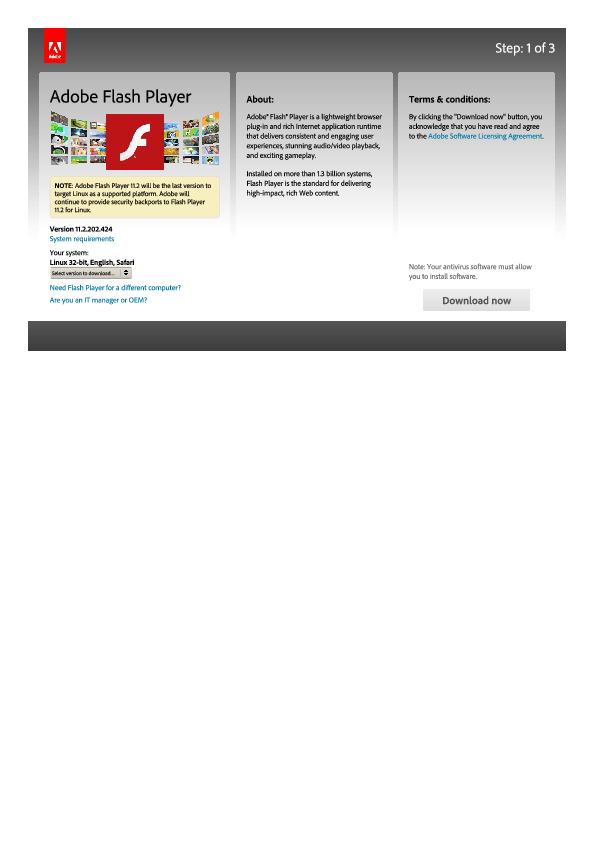 Adobe
Step: 1 of 3
Adobe Flash Player
NOTE: Adobe Flash Player 11.2 will be the last version to
target Linux as a supported platform. Adobe will
continue to provide security backports to Flash Player
11.2 for Linux.
Version 11.2.202.424
System requirements
Your system:
Linux 32-bit, English, Safari
Select version to download...
Need Flash Player for a different computer?
Are you an IT manager or OEM?
About:
Adobe® Flash® Player is a lightweight browser
plug-in and rich Internet application runtime
that delivers consistent and engaging user
experiences, stunning audio/video playback,
and exciting gameplay.
Installed on more than 1.3 billion systems,
Flash Player is the standard for delivering
high-impact, rich Web content.
Terms & conditions:
By clicking the "Download now" button, you
acknowledge that you have read and agree
to the Adobe Software Licensing Agreement.
Note: Your antivirus software must allow
you to install software.
Download now